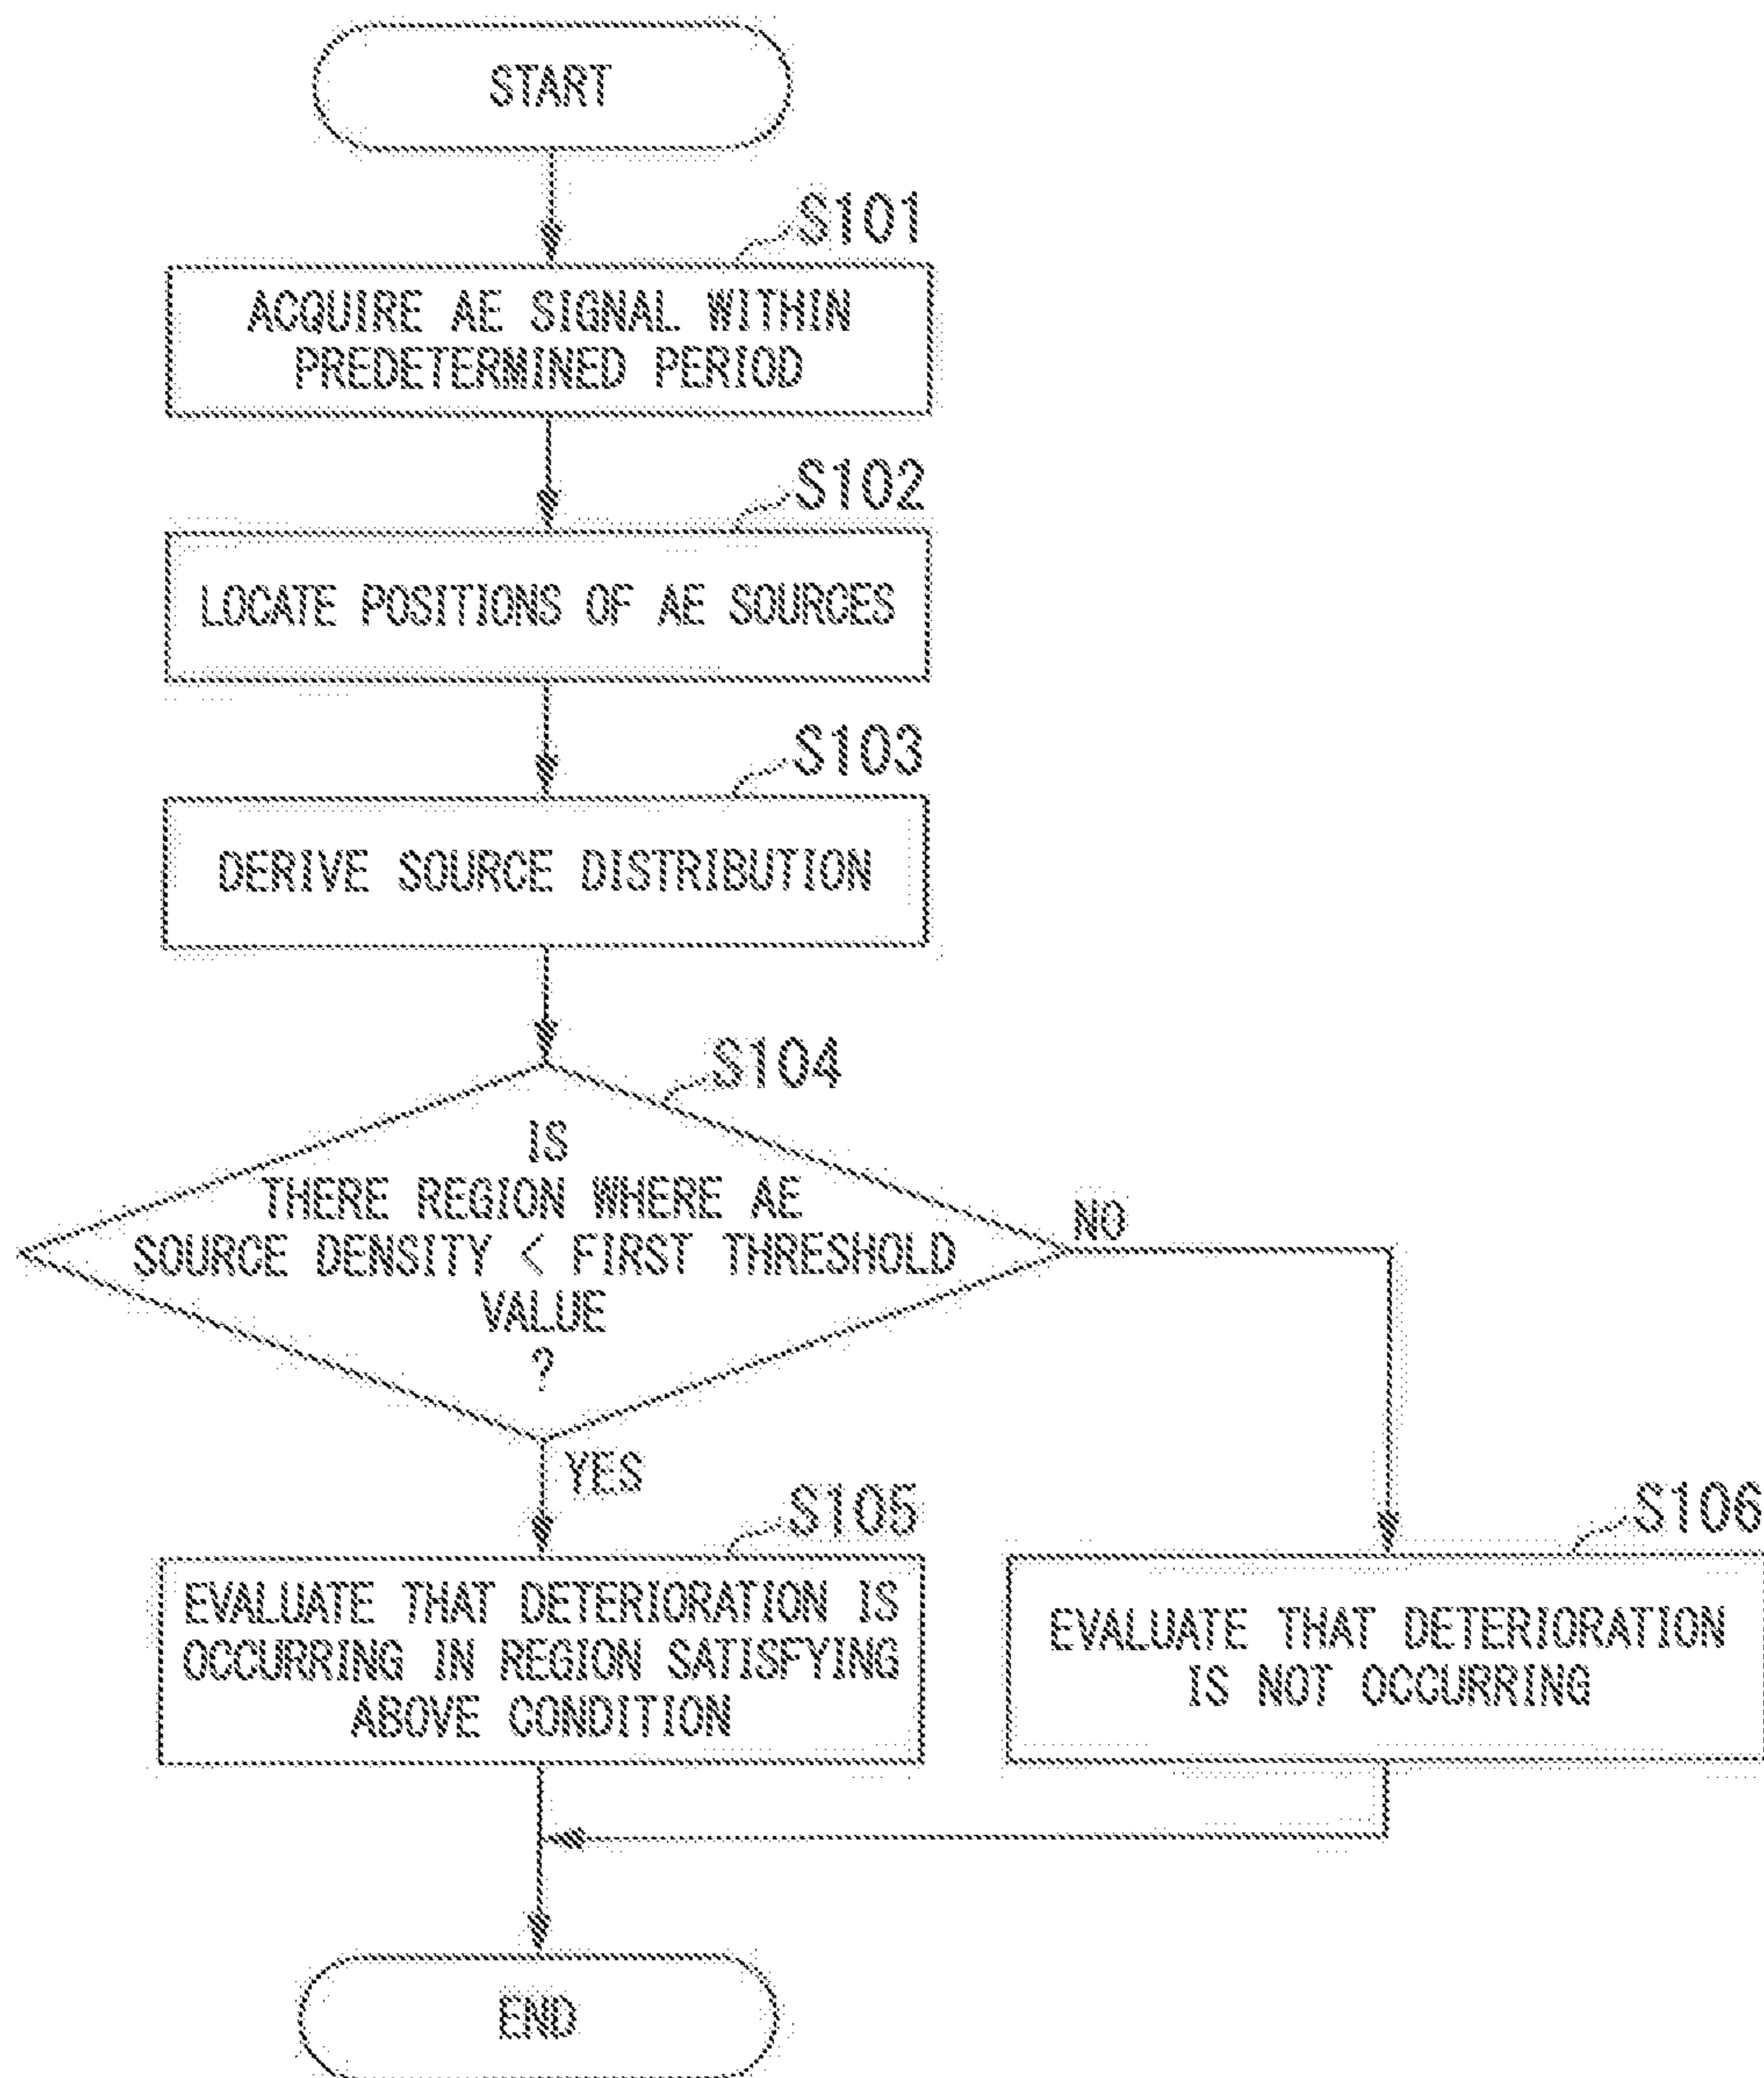 START
S101
ACQUIRE AE SIGNAL WITHIN
PREDETERMINED PERIOD
S102
LOCATE POSITIONS OF AE SOURCES
S103
DERIVE SOURCE DISTRIBUTION
S104
IS
THERE REGION WHERE AE
SOURCE DENSITY < FIRST THRESHOLD
VALUE
?
NO
YES
S105
EVALUATE THAT DETERIORATION IS
OCCURRING IN REGION SATISFYING
ABOVE CONDITION
S106
EVALUATE THAT DETERIORATION
IS NOT OCCURRING
END